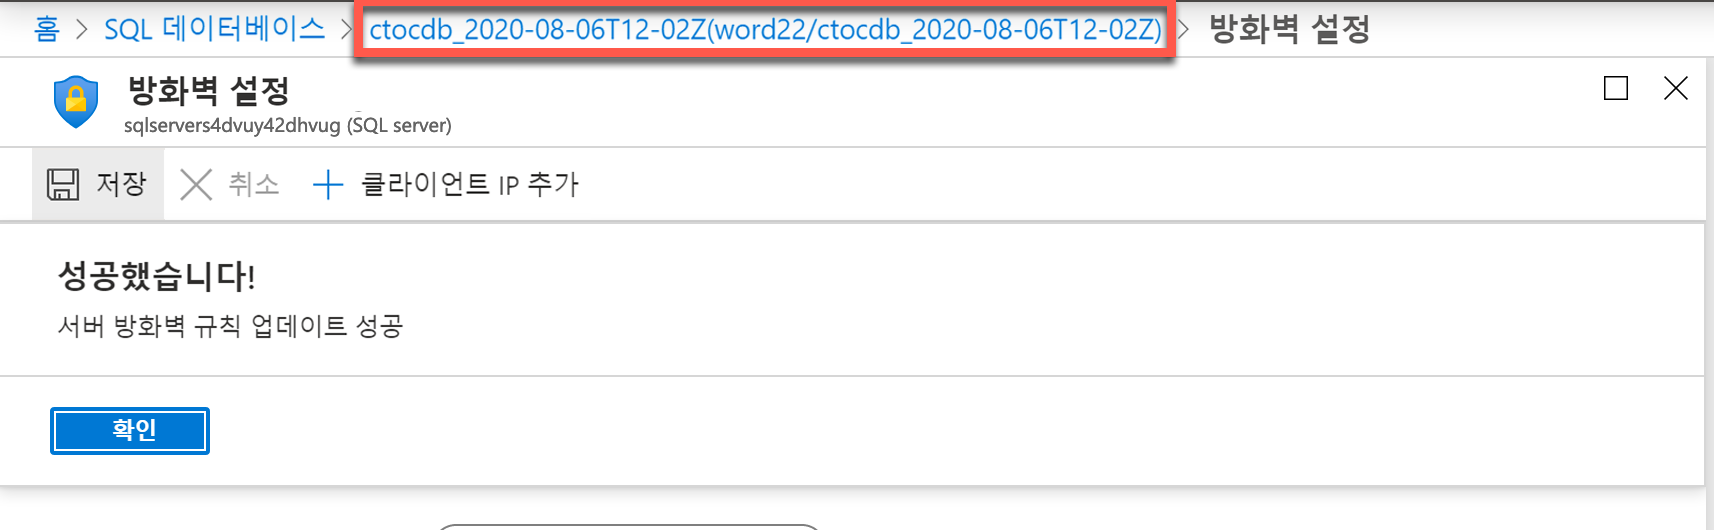 홈 > SQL 데이터베이스 > ctocdb_2020-08-06T12-02Z(word22/ctocdb_2020-08-06T12-02Z) > 방화벽 설정
방화벽 설정
sqlservers4dvuy42dhvug (SQL server)
저장 취소 클라이언트 IP 추가
성공했습니다!
서버 방화벽 규칙 업데이트 성공
확인